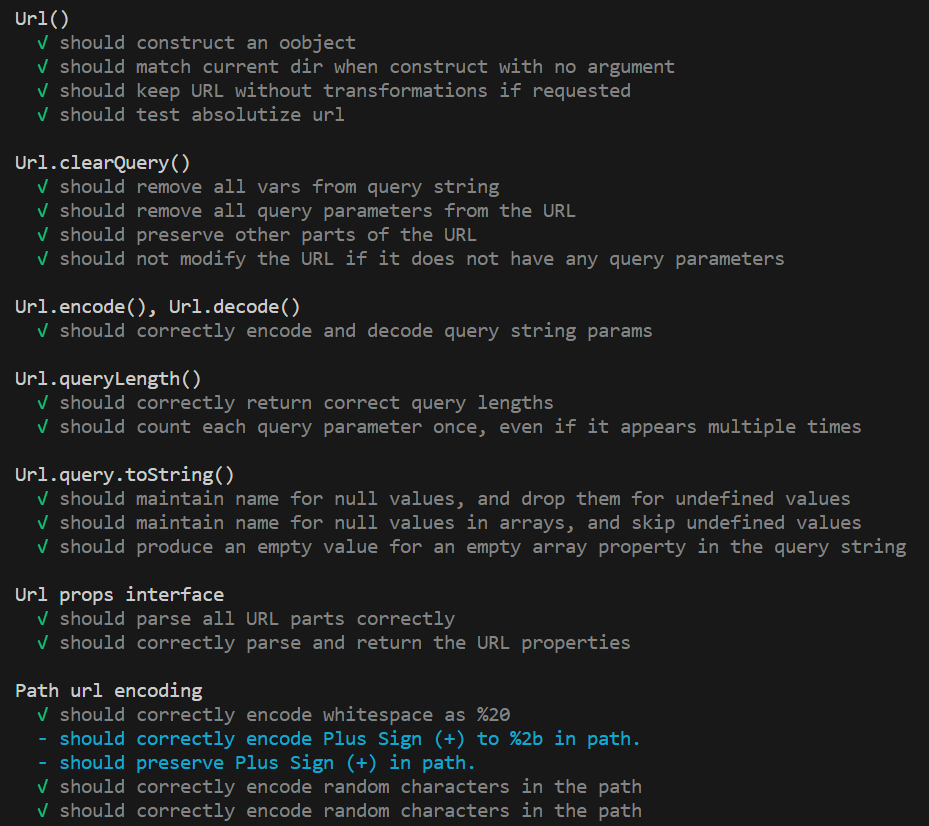 Url()
√ should construct an oobject
√ should match current dir when construct with no argument
√ should keep URL without transformations if requested
√ should test absolutize url
Url.clearQuery()
√ should remove all vars from query string
√ should remove all query parameters from the URL
√ should preserve other parts of the URL
√ should not modify the URL if it does not have any query parameters
Url.encode(), Url.decode()
√ should correctly encode and decode query string params
Url.queryLength()
√ should correctly return correct query lengths
√ should count each query parameter once, even if it appears multiple times
Url.query.toString()
√ should maintain name for null values, and drop them for undefined values
√ should maintain name for null values in arrays, and skip undefined values
√ should produce an empty value for an empty array property in the query string
Url props interface
√ should parse all URL parts correctly
√ should correctly parse and return the URL properties
Path url encoding
√ should correctly encode whitespace as %20
- should correctly encode Plus Sign (+) to %2b in path.
- should preserve Plus Sign (+) in path.
√ should correctly encode random characters in the path
√ should correctly encode random characters in the path